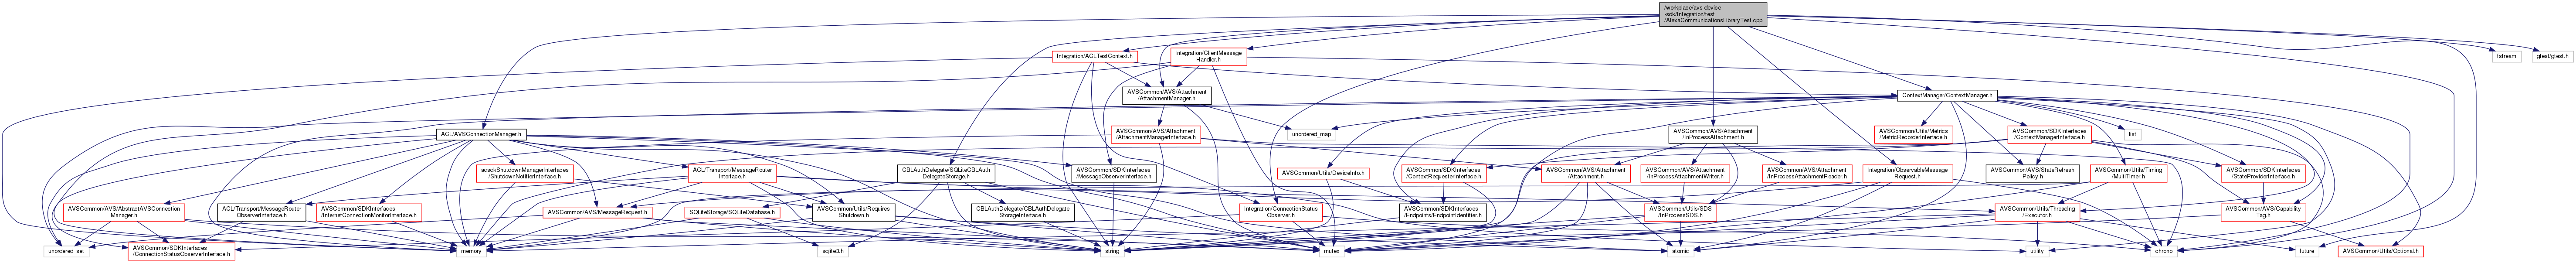 /workplace/avs-device
-sdk/Integration/test
/AlexaCommunicationsLibraryTest.cpp
Integration/ACLTestContext.h
Integration/ClientMessage
Handler.h
fstream
gtest/gtest.h
AVSCommon/AVS/Attachment
/AttachmentManager.h
ContextManager/ContextManager.h
ACL/AVSConnectionManager.h
AVSCommon/AVS/Attachment
/AttachmentManagerInterface.h
unordered_map
AVSCommon/AVS/Attachment
/InProcessAttachment.h
AVSCommon/Utils/Metrics
/MetricRecorderInterface.h
AVSCommon/SDKInterfaces
/ContextManagerInterface.h
list
acsdkShutdownManagerInterfaces
/ShutdownNotifierInterface.h
ACL/Transport/MessageRouter
Interface.h
AVSCommon/SDKInterfaces
/MessageObserverInterface.h
CBLAuthDelegate/SQLiteCBLAuth
DelegateStorage.h
AVSCommon/Utils/DeviceInfo.h
AVSCommon/SDKInterfaces
/ContextRequesterInterface.h
AVSCommon/AVS/Attachment
/Attachment.h
AVSCommon/AVS/Attachment
/InProcessAttachmentWriter.h
AVSCommon/AVS/Attachment
/InProcessAttachmentReader.h
Integration/ObservableMessage
Request.h
AVSCommon/AVS/StateRefresh
Policy.h
AVSCommon/Utils/Timing
/MultiTimer.h
AVSCommon/SDKInterfaces
/StateProviderInterface.h
AVSCommon/AVS/AbstractAVSConnection
Manager.h
ACL/Transport/MessageRouter
ObserverInterface.h
AVSCommon/SDKInterfaces
/InternetConnectionMonitorInterface.h
AVSCommon/AVS/MessageRequest.h
SQLiteStorage/SQLiteDatabase.h
AVSCommon/Utils/Requires
Shutdown.h
CBLAuthDelegate/CBLAuthDelegate
StorageInterface.h
Integration/ConnectionStatus
Observer.h
AVSCommon/SDKInterfaces
/Endpoints/EndpointIdentifier.h
AVSCommon/Utils/SDS
/InProcessSDS.h
AVSCommon/Utils/Threading
/Executor.h
AVSCommon/AVS/Capability
Tag.h
unordered_set
AVSCommon/SDKInterfaces
/ConnectionStatusObserverInterface.h
memory
sqlite3.h
string
mutex
atomic
utility
chrono
future
AVSCommon/Utils/Optional.h